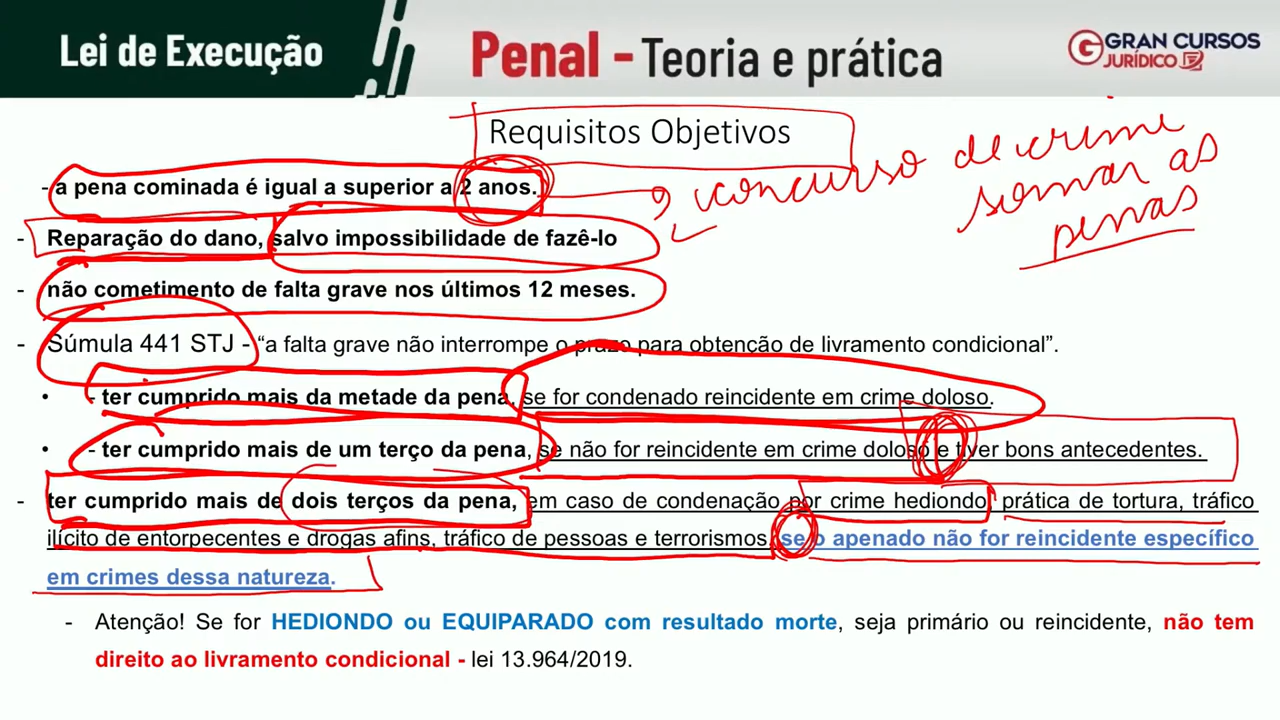 Lei de Execução Penal - Teoria e prática
GRAN CURSOS
JURÍDICO
Requisitos Objetivos
concurso de crime
somar as
penas
- a pena cominada é igual a superior a 2 anos.
- Reparação do dano, salvo impossibilidade de fazê-lo
- não cometimento de falta grave nos últimos 12 meses.
- Súmula 441 STJ - “a falta grave não interrompe o prazo para obtenção de livramento condicional”.
• - ter cumprido mais da metade da pena, se for condenado reincidente em crime doloso.
• - ter cumprido mais de um terço da pena, se não for reincidente em crime doloso e tiver bons antecedentes.
- ter cumprido mais de dois terços da pena, em caso de condenação por crime hediondo, prática de tortura, tráfico
ilícito de entorpecentes e drogas afins, tráfico de pessoas e terrorismos, se o apenado não for reincidente específico
em crimes dessa natureza.
- Atenção! Se for HEDIONDO ou EQUIPARADO com resultado morte, seja primário ou reincidente, não tem
direito ao livramento condicional - lei 13.964/2019.